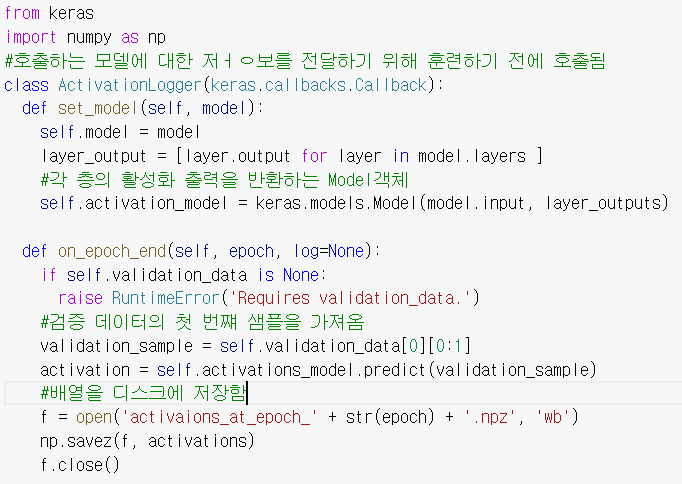 from keras
import numpy as np
#호출하는 모델에 대한 저ㅓㅇ보를 전달하기 위해 훈련하기 전에 호출됨
class ActivationLogger(keras.callbacks.Callback):
  def set_model(self, model):
    self.model = model
    layer_output = [layer.output for layer in model.layers ]
    #각 층의 활성화 출력을 반환하는 Model객체
    self.activation_model = keras.models.Model(model.input, layer_outputs)

  def on_epoch_end(self, epoch, log=None):
    if self.validation_data is None:
      raise RuntimeError('Requires validation_data.')
    #검증 데이터의 첫 번쨰 샘플을 가져옴
    validation_sample = self.validation_data[0][0:1]
    activation = self.activations_model.predict(validation_sample)
    #배열을 디스크에 저장함
    f = open('activaions_at_epoch_' + str(epoch) + '.npz', 'wb')
    np.savez(f, activations)
    f.close()